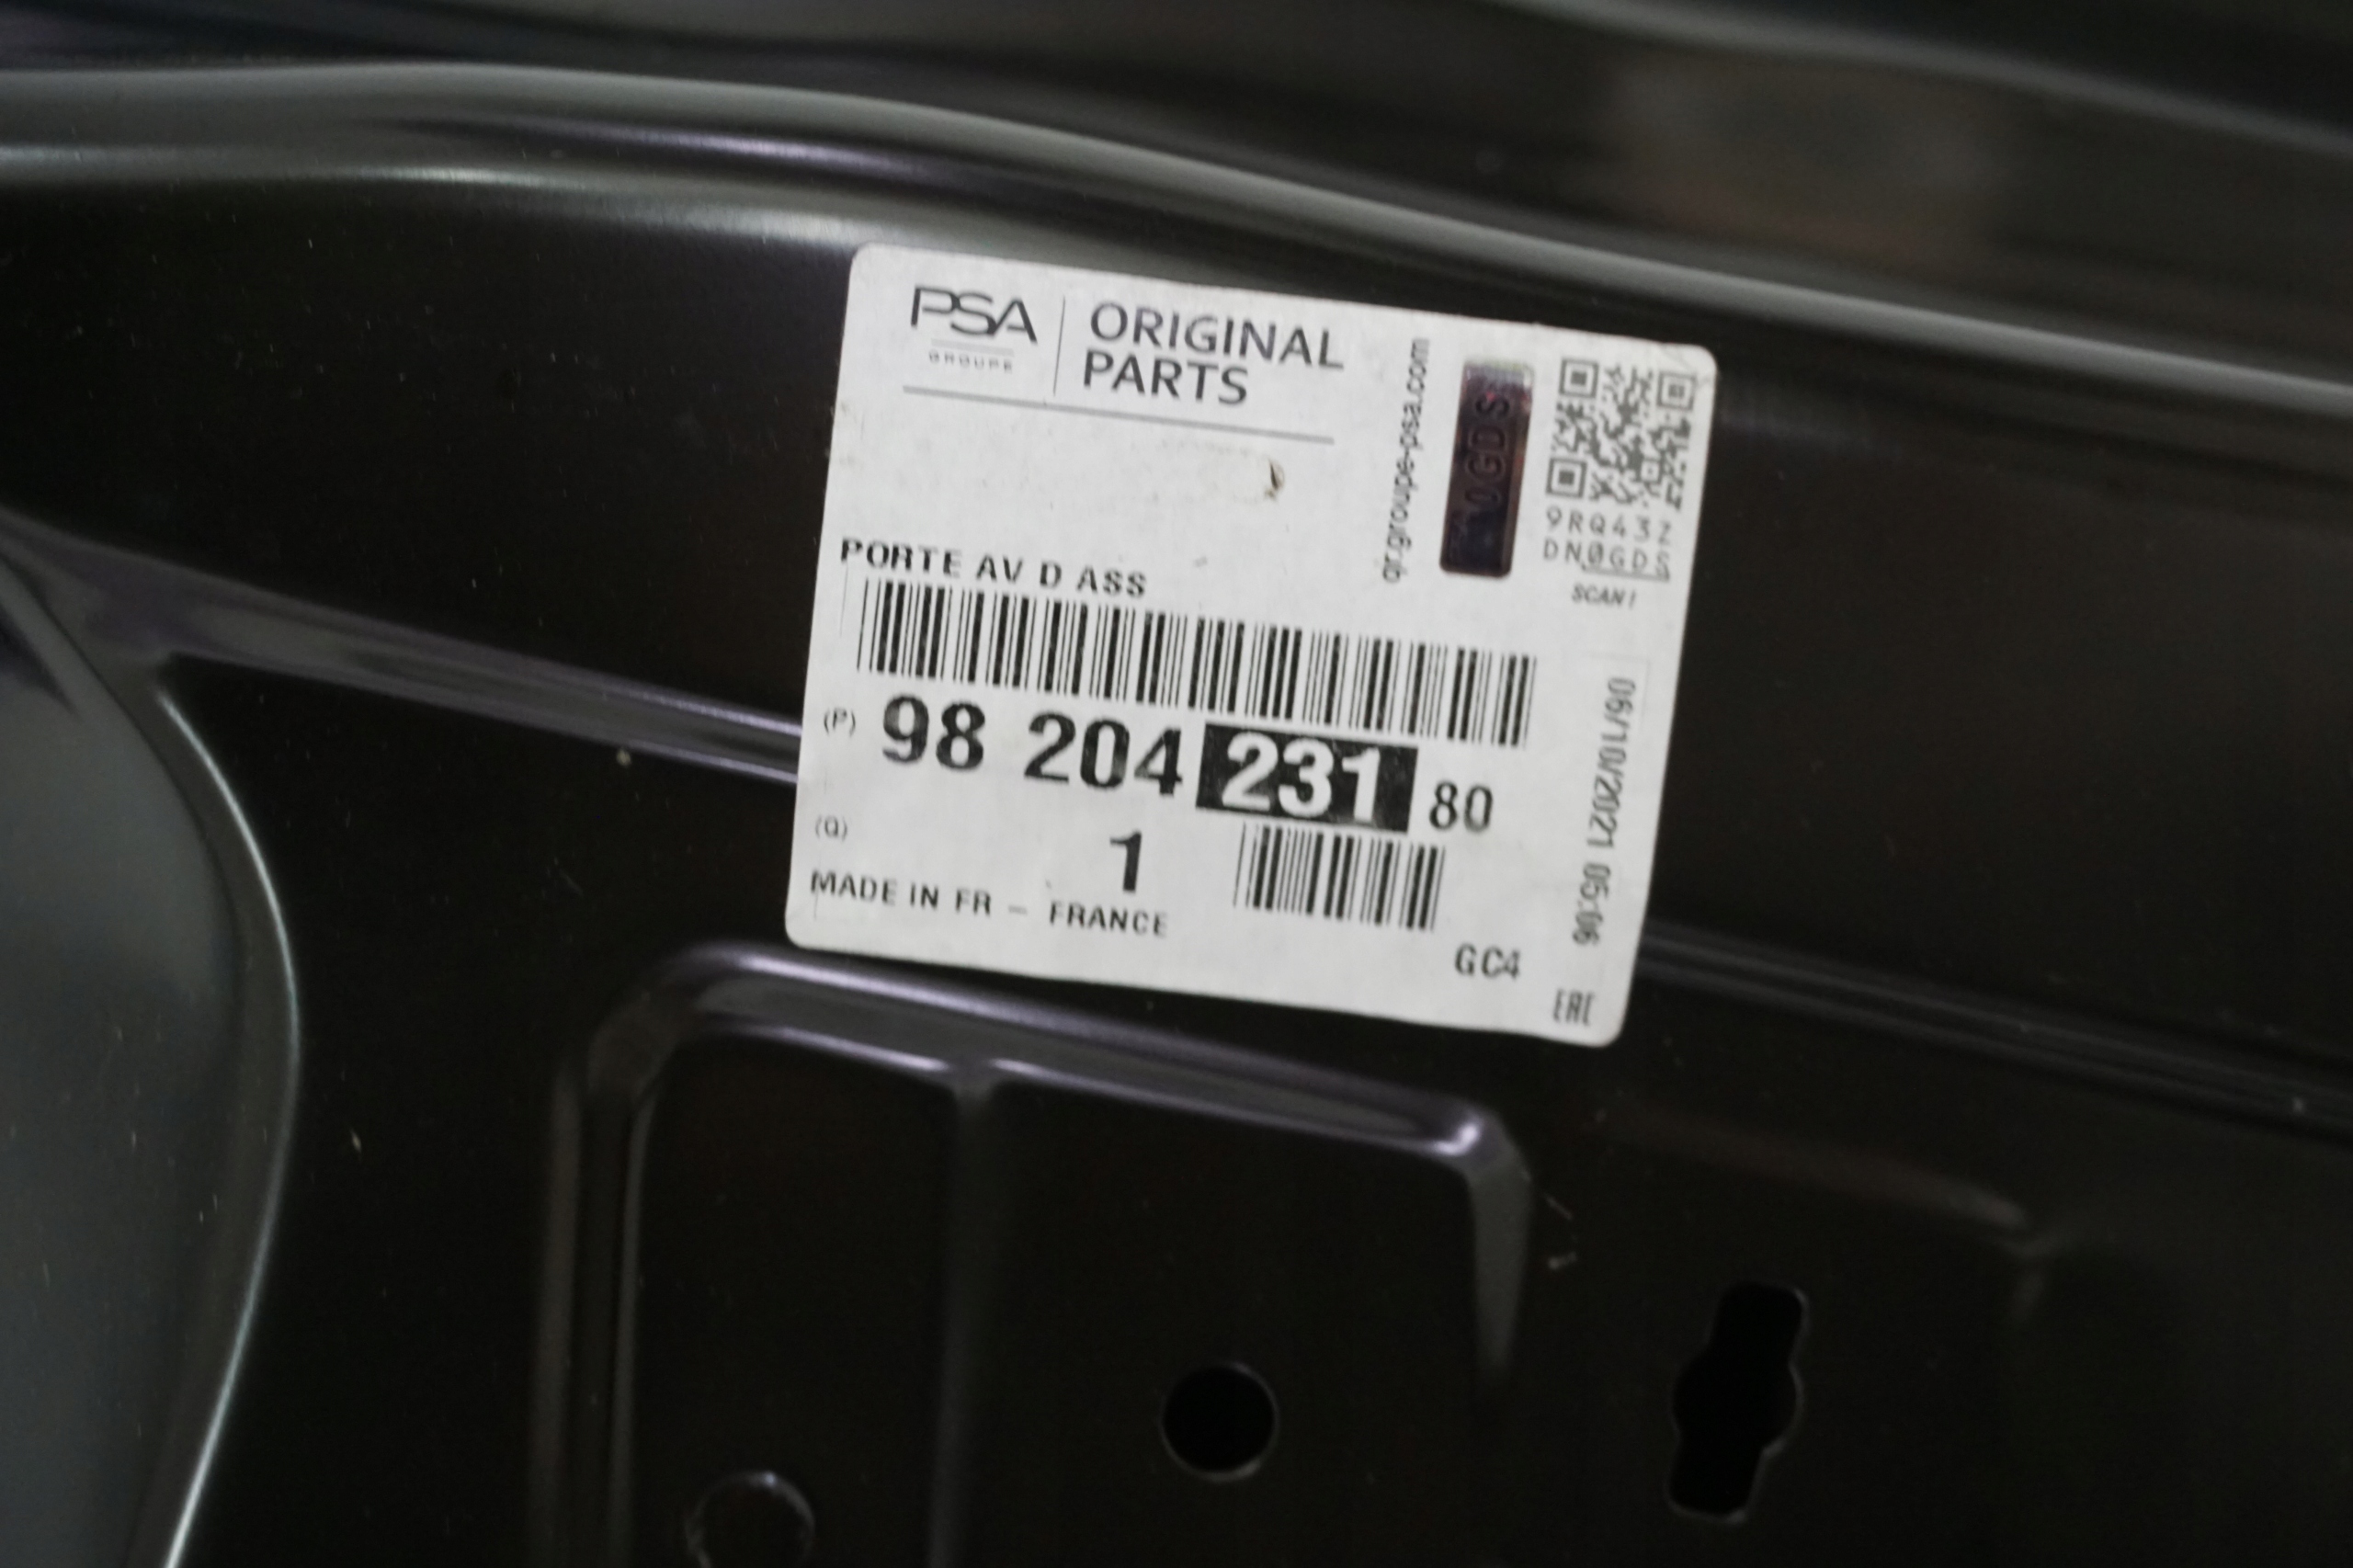 PSA
GROUPE
ORIGINAL
PARTS
qr.groupe-psa.com
0GDS
9RQ43Z
DN0GDS
SCAN!
PORTE AV D ASS
(P) 98 204 231 80
(Q) 1
MADE IN FR - FRANCE
06/10/2021 05:06
GC4
EAC